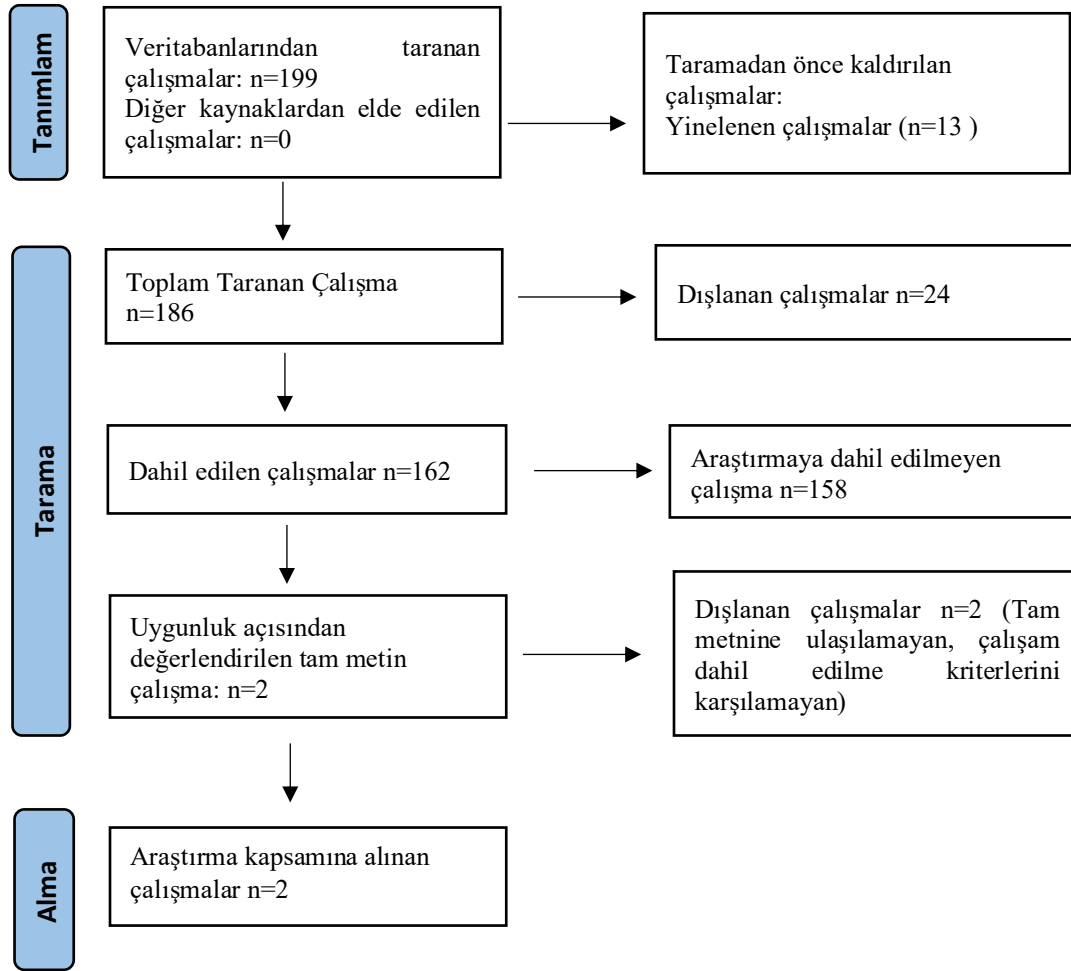 Tanımlam
Veritabanlarından taranan
çalışmalar: n=199
Diğer kaynaklardan elde edilen
çalışmalar: n=0
Taramadan önce kaldırılan
çalışmalar:
Yinelenen çalışmalar (n=13 )
Tarama
Toplam Taranan Çalışma
n=186
Dışlanan çalışmalar n=24
Dahil edilen çalışmalar n=162
Araştırmaya dahil edilmeyen
çalışma n=158
Uygunluk açısından
değerlendirilen tam metin
çalışma: n=2
Dışlanan çalışmalar n=2 (Tam
metnine ulaşılamayan, çalışam
dahil edilme kriterlerini
karşılamayan)
Alma
Araştırma kapsamına alınan
çalışmalar n=2